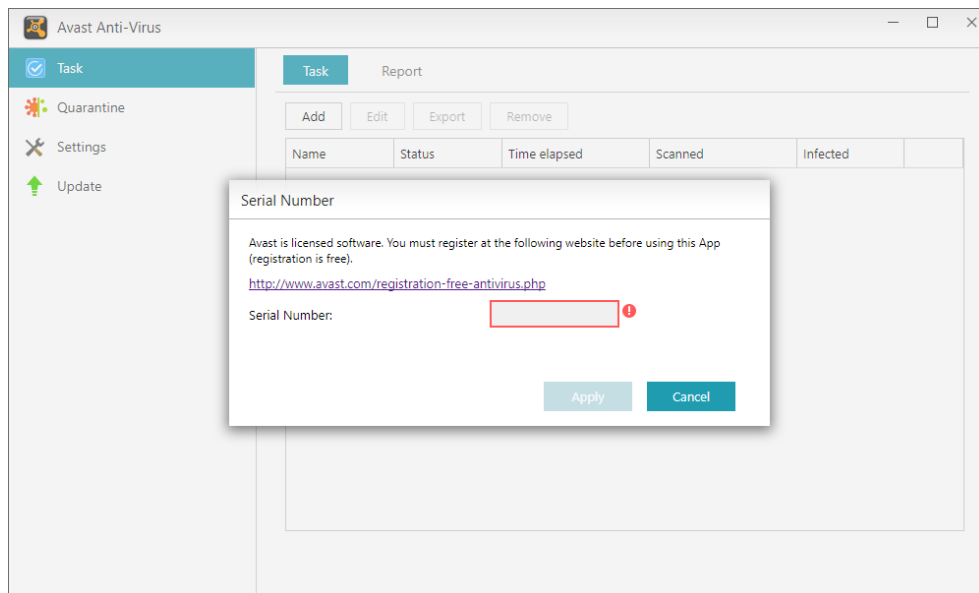 Avast Anti-Virus
Task
Quarantine
Settings
Update
Task Report
Add Edit Export Remove
Name Status Time elapsed Scanned Infected
Serial Number
Avast is licensed software. You must register at the following website before using this App
(registration is free).
http://www.avast.com/registration-free-antivirus.php
Serial Number:
Apply Cancel